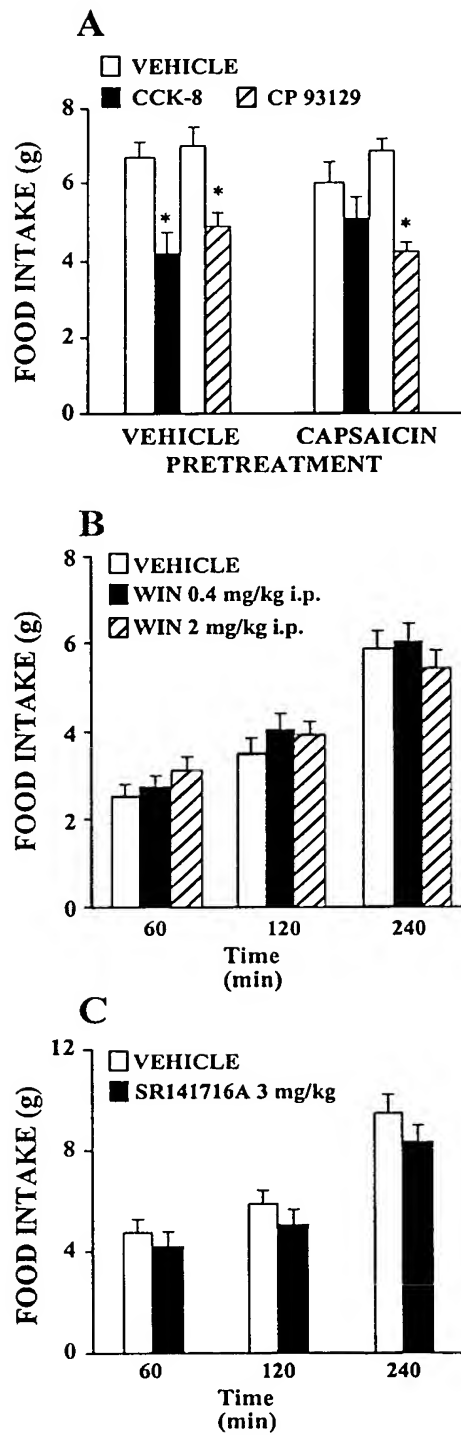 A
VEHICLE
CCK-8 CP 93129
FOOD INTAKE (g)
8
6
4
2
0
* * *
VEHICLE CAPSAICIN
PRETREATMENT
B
VEHICLE
WIN 0.4 mg/kg i.p.
WIN 2 mg/kg i.p.
FOOD INTAKE (g)
8
6
4
2
0
60 120 240
Time
(min)
C
VEHICLE
SR141716A 3 mg/kg
FOOD INTAKE (g)
12
8
4
0
60 120 240
Time
(min)